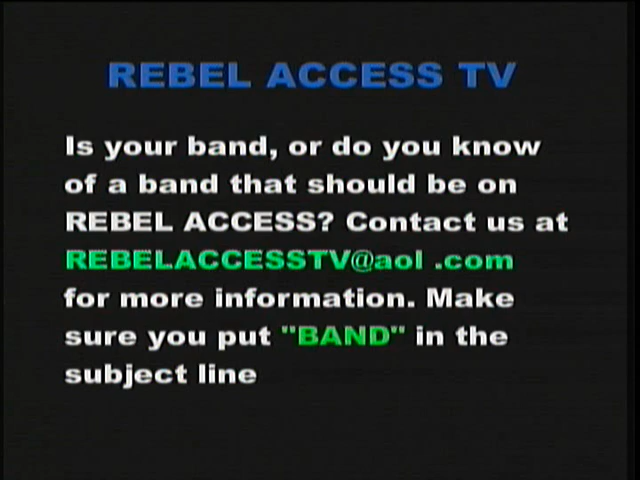 REBEL ACCESS TV
Is your band, or do you know
of a band that should be on
REBEL ACCESS? Contact us at
REBELACCESSTV@aol .com
for more information. Make
sure you put "BAND" in the
subject line